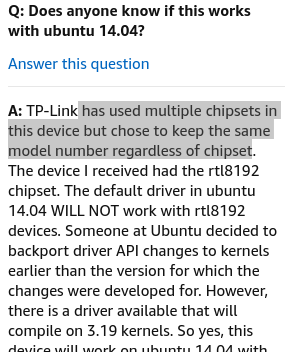 Q: Does anyone know if this works
with ubuntu 14.04?
Answer this question
A: TP-Link has used multiple chipsets in
this device but chose to keep the same
model number regardless of chipset.
The device I received had the rtl8192
chipset. The default driver in ubuntu
14.04 WILL NOT work with rtl8192
devices. Someone at Ubuntu decided to
backport driver API changes to kernels
earlier than the version for which the
changes were developed for. However,
there is a driver available that will
compile on 3.19 kernels. So yes, this
device will work on ubuntu 14.04 with